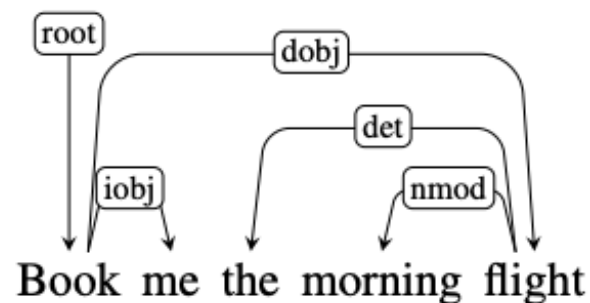 root
dobj
det
iobj
nmod
Book me the morning flight